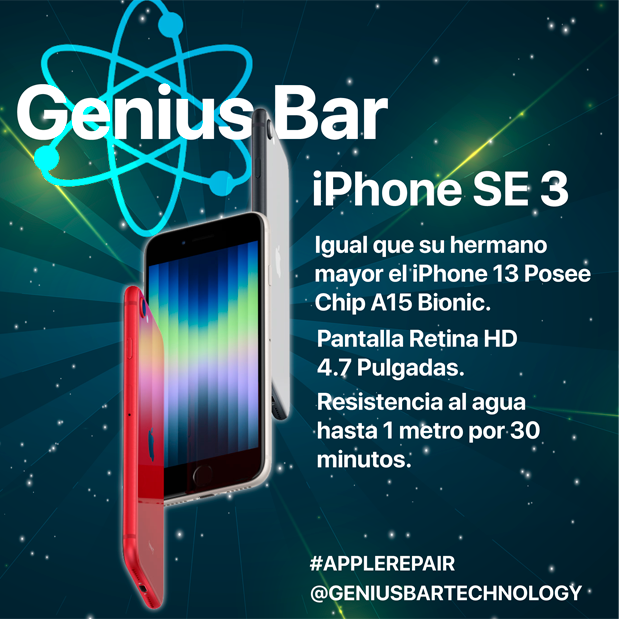 Genius Bar
iPhone SE 3
Igual que su hermano
mayor el iPhone 13 Posee
Chip A15 Bionic.
Pantalla Retina HD
4.7 Pulgadas.
Resistencia al agua
hasta 1 metro por 30
minutos.
#APPLEREPAIR
@GENIUSBARTECHNOLOGY